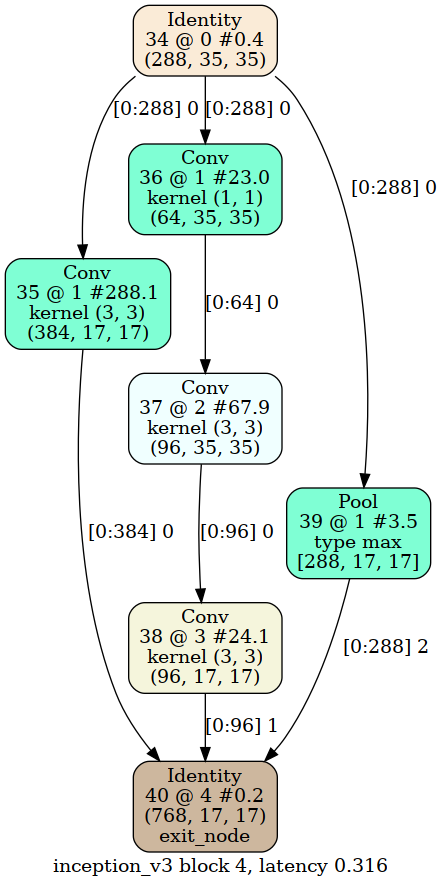 Identity
34 @ 0 #0.4
(288, 35, 35)
[0:288] 0
[0:288] 0
[0:288] 0
Conv
36 @ 1 #23.0
kernel (1, 1)
(64, 35, 35)
Conv
35 @ 1 #288.1
kernel (3, 3)
(384, 17, 17)
[0:64] 0
Conv
37 @ 2 #67.9
kernel (3, 3)
(96, 35, 35)
Pool
39 @ 1 #3.5
type max
[288, 17, 17]
[0:384] 0
[0:96] 0
Conv
38 @ 3 #24.1
kernel (3, 3)
(96, 17, 17)
[0:288] 2
[0:96] 1
Identity
40 @ 4 #0.2
(768, 17, 17)
exit_node
inception_v3 block 4, latency 0.316